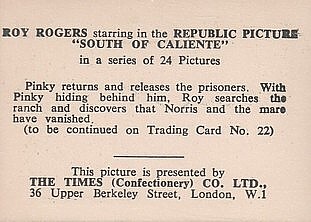 ROY ROGERS starring in the REPUBLIC PICTURE
"SOUTH OF CALIENTE"
in a series of 24 Pictures
Pinky returns and releases the prisoners. With
Pinky hiding behind him, Roy searches the
ranch and discovers that Norris and the mare
have vanished.
(to be continued on Trading Card No. 22)
This picture is presented by
THE TIMES (Confectionery) CO. LTD.,
36 Upper Berkeley Street, London, W.1